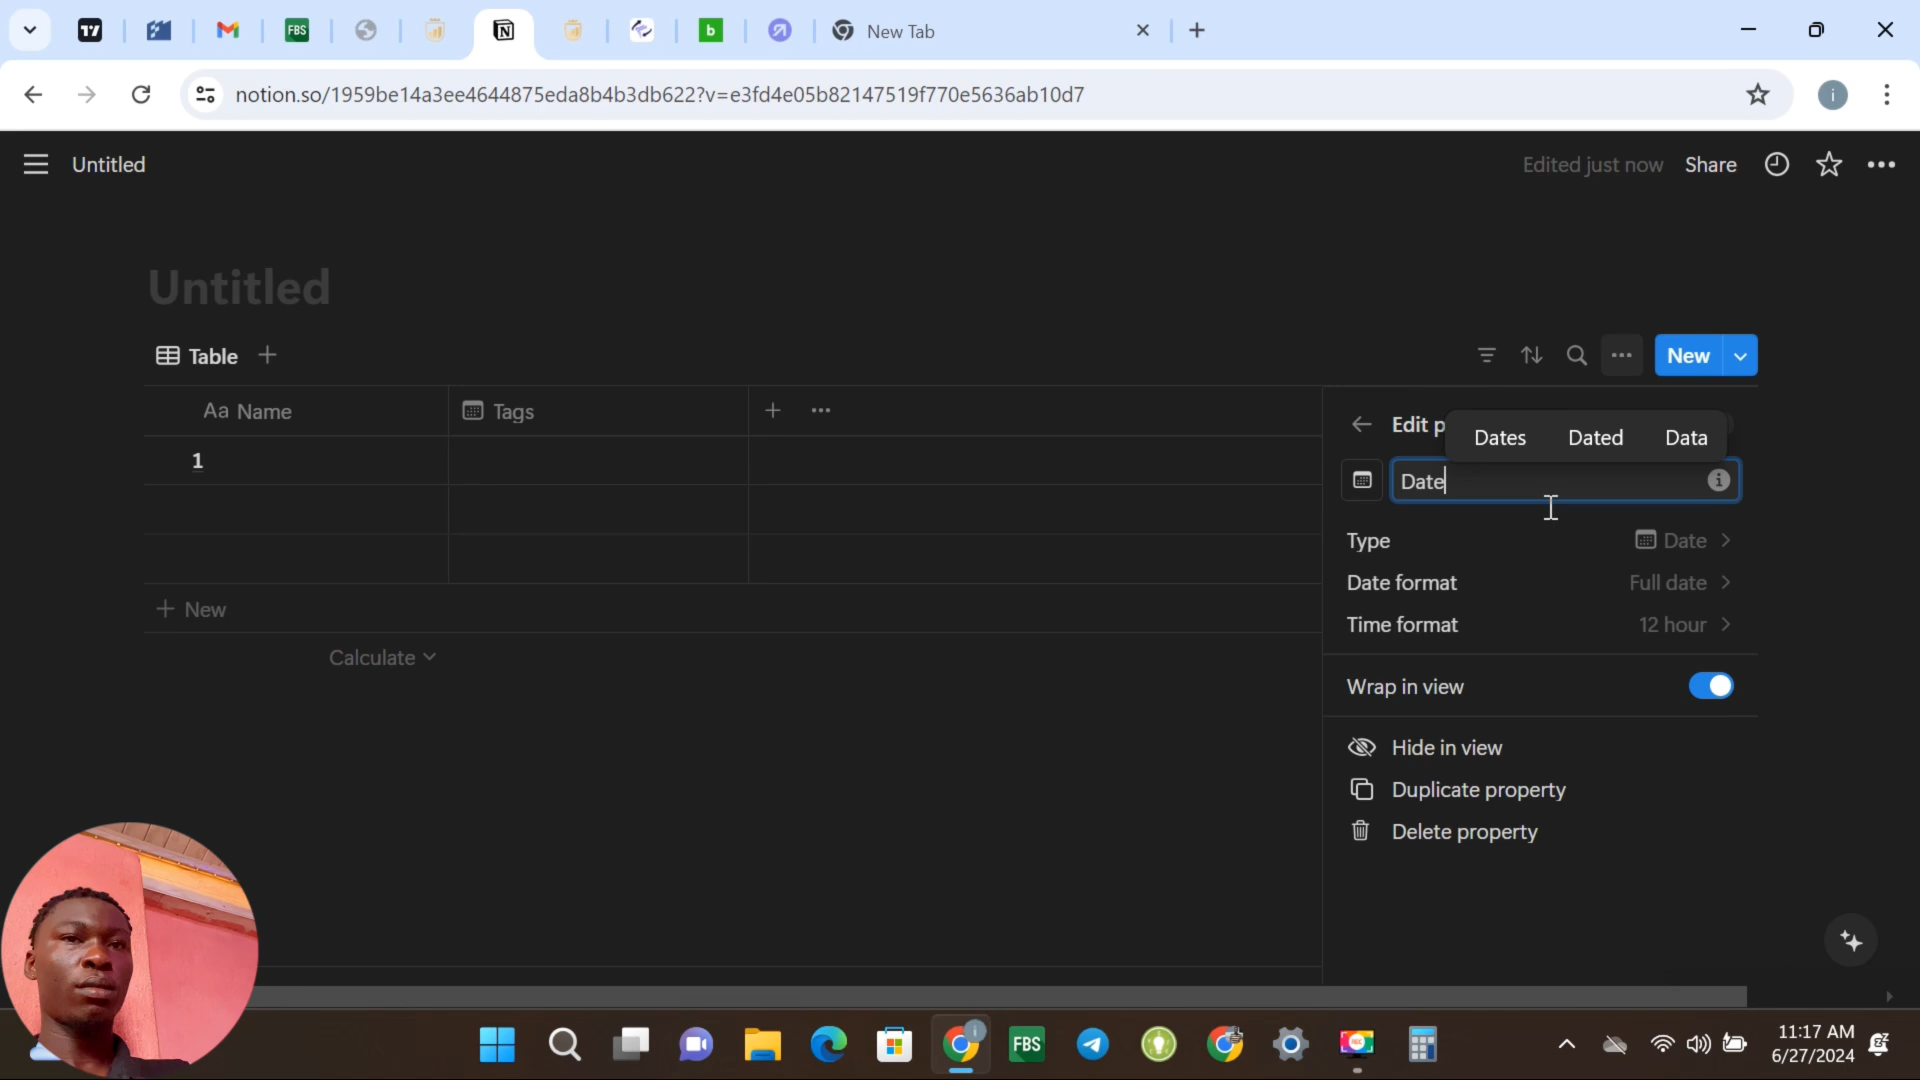 FBS
b
New Tab
notion.so/1959be14a3ee4644875eda8b4b3db622?v=e3fd4e05b82147519f770e5636ab10d7
i
Untitled
Edited just now
Share
Untitled
Table
New
Aa Name
Tags
1
New
Calculate
Edit p
Dates
Dated
Data
Date
Type
Date
Date format
Full date
Time format
12 hour
Wrap in view
Hide in view
Duplicate property
Delete property
FBS
11:17 AM
6/27/2024